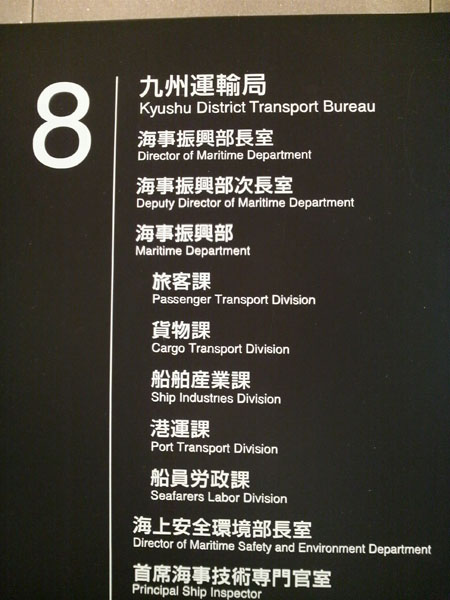 8
九州運輸局
Kyushu District Transport Bureau
海事振興部長室
Director of Maritime Department
海事振興部次長室
Deputy Director of Maritime Department
海事振興部
Maritime Department
旅客課
Passenger Transport Division
貨物課
Cargo Transport Division
船舶産業課
Ship Industries Division
港運課
Port Transport Division
船員労政課
Seafarers Labor Division
海上安全環境部長室
Director of Maritime Safety and Environment Department
首席海事技術専門官室
Principal Ship Inspector